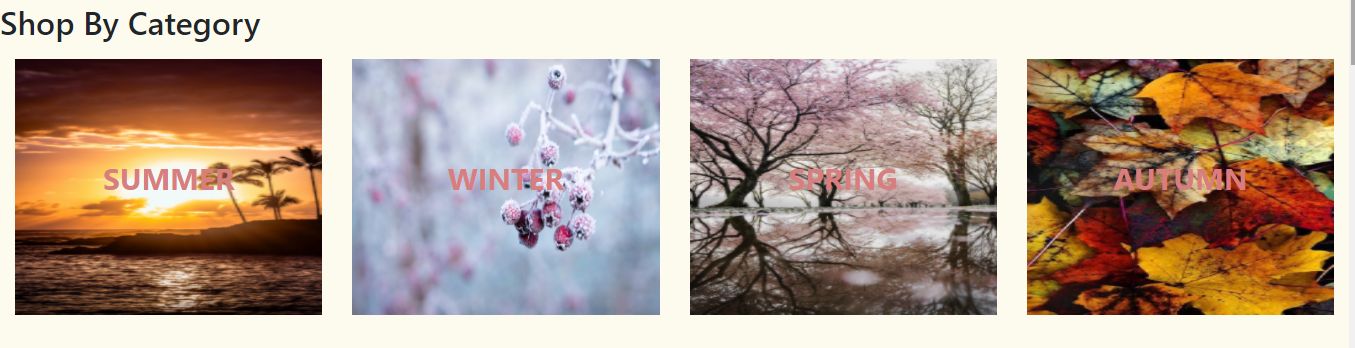 Shop By Category
SUMMER
WINTER
SPRING
AUTUMN